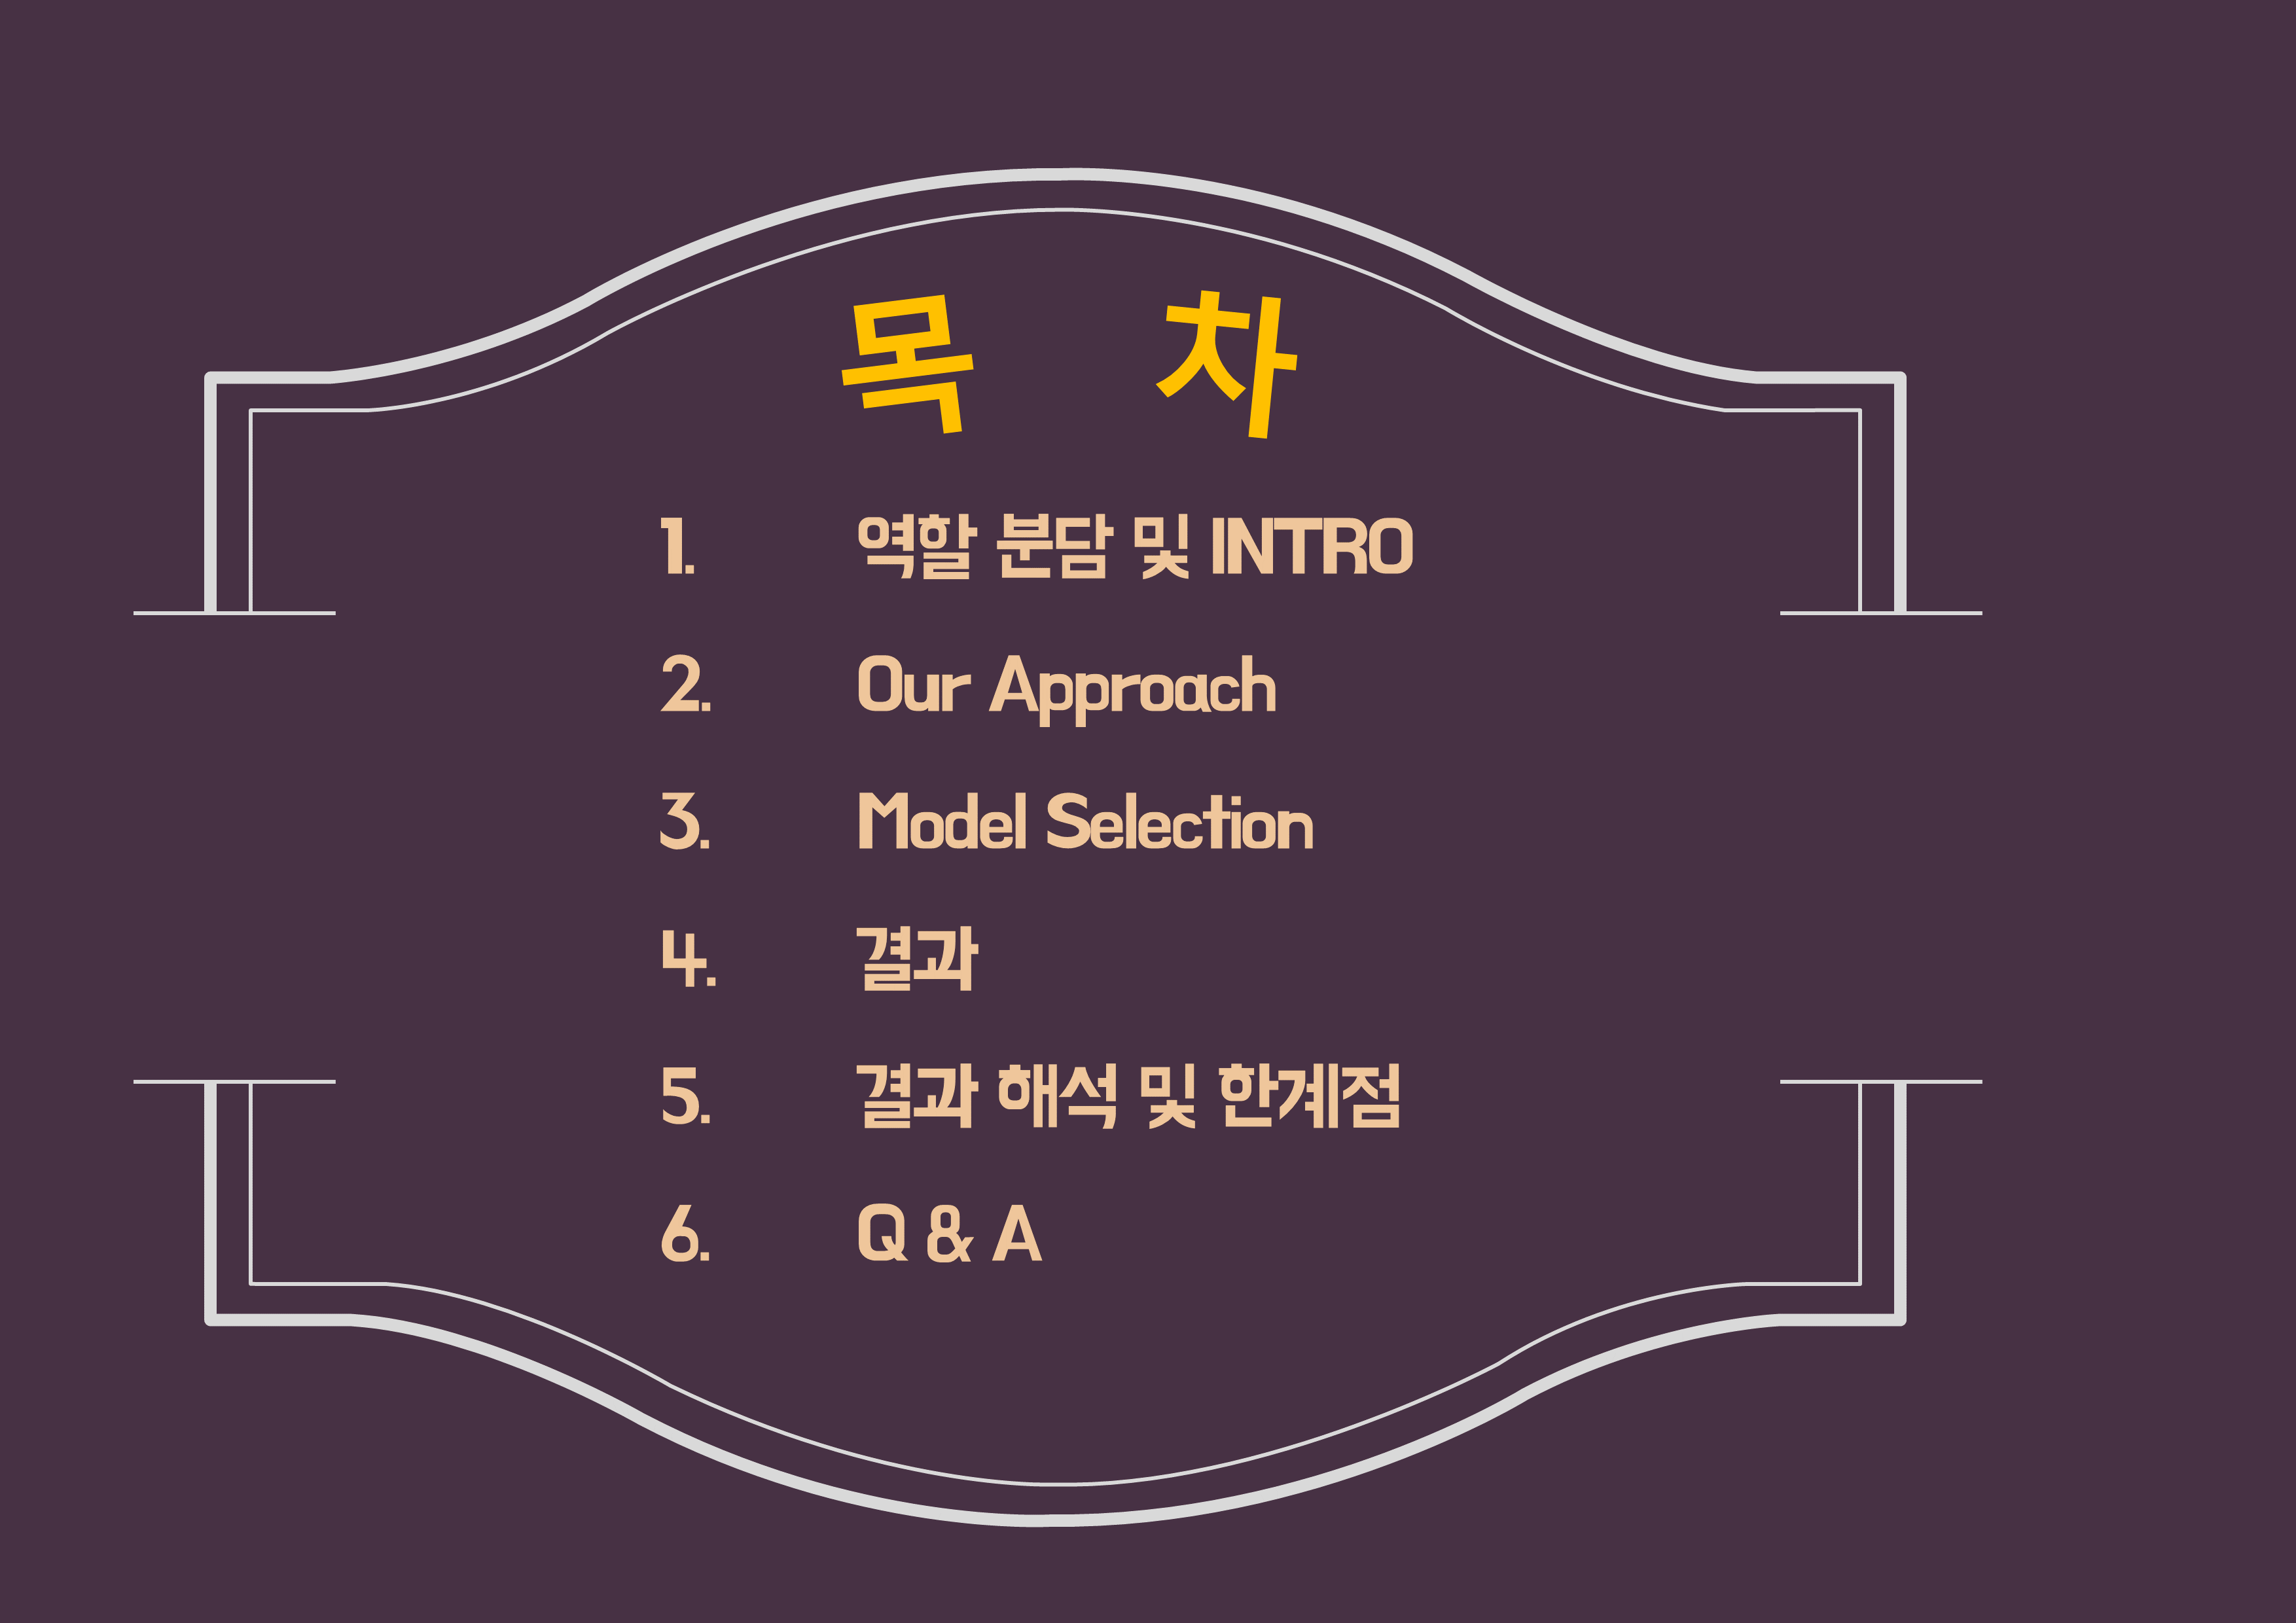 목 차
1. 역할 분담 및 INTRO
2. Our Approach
3. Model Selection
4. 결과
5. 결과 해석 및 한계점
6. Q & A